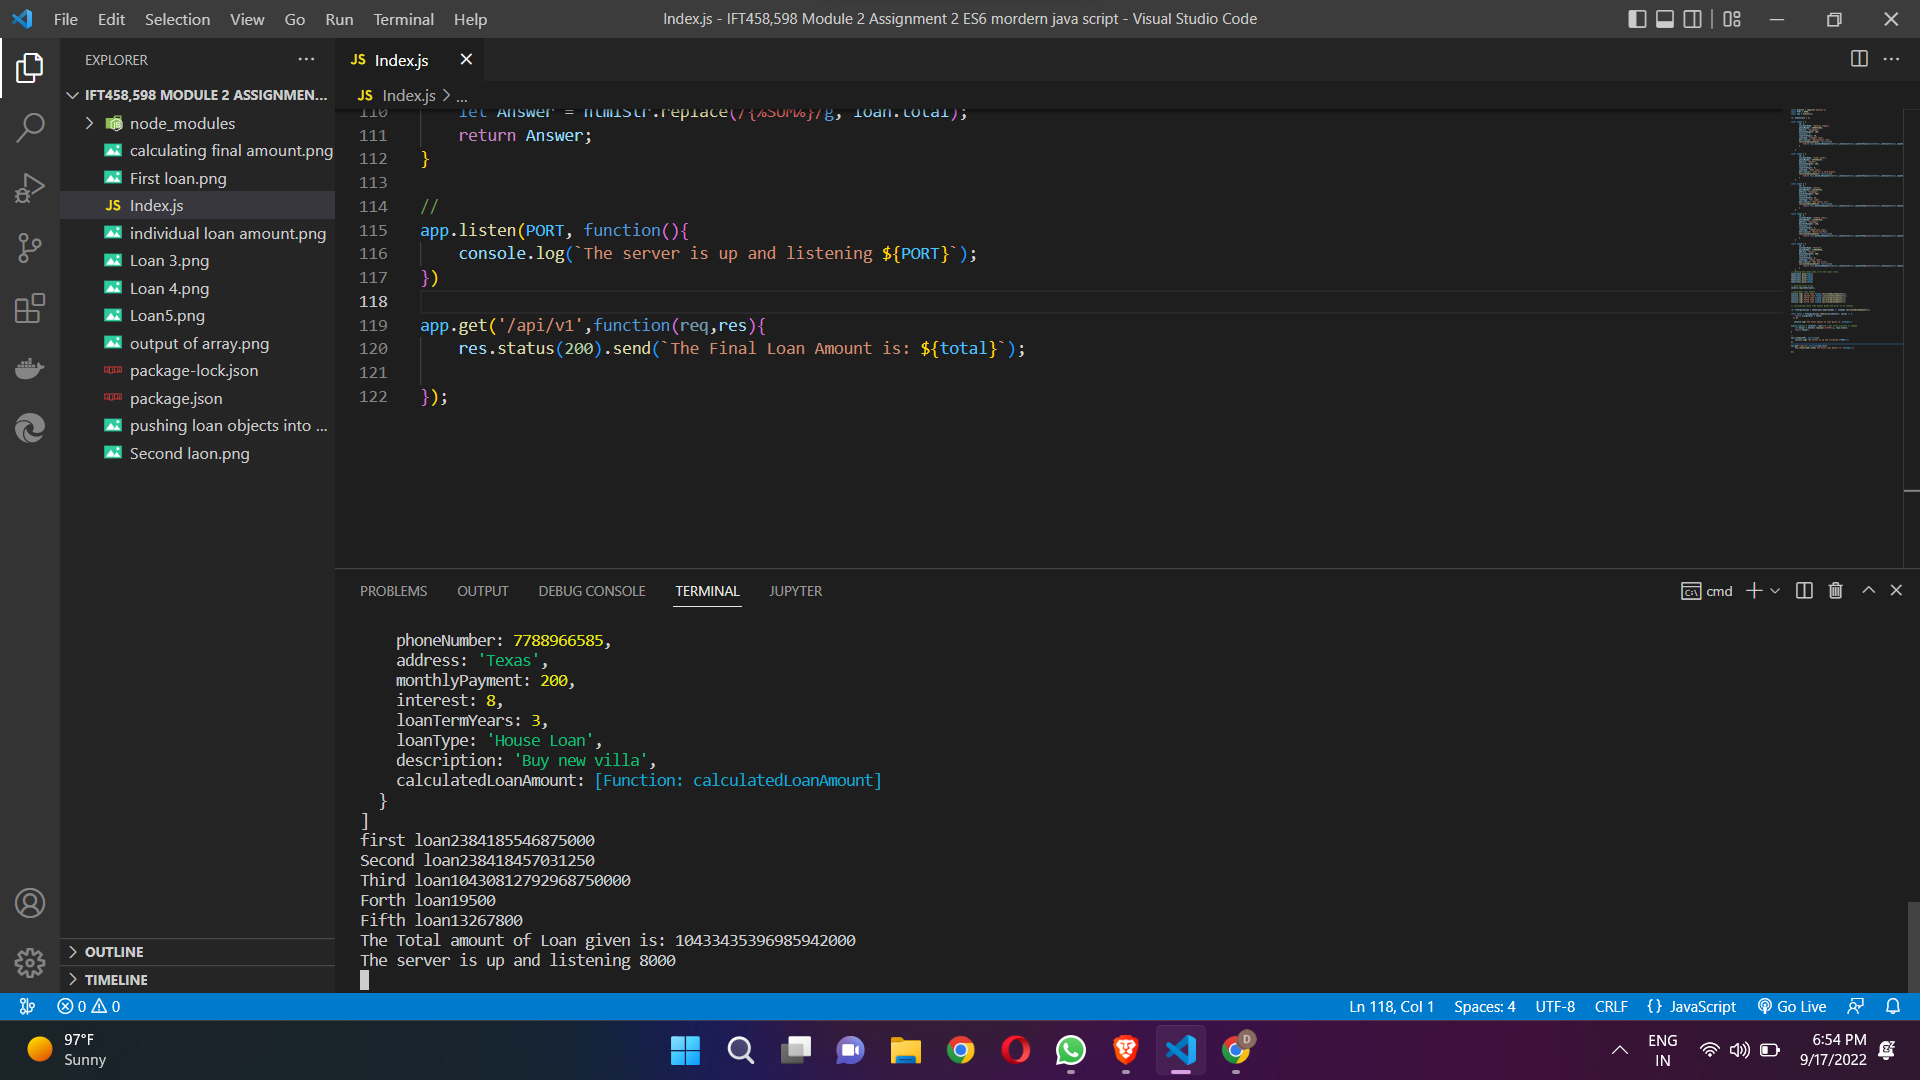 File Edit Selection View Go Run Terminal Help
Index.js - IFT458,598 Module 2 Assignment 2 ES6 mordern java script - Visual Studio Code
EXPLORER
IFT458,598 MODULE 2 ASSIGNMEN...
node_modules
calculating final amount.png
First loan.png
JS Index.js
individual loan amount.png
Loan 3.png
Loan 4.png
Loan5.png
output of array.png
package-lock.json
package.json
pushing loan objects into ...
Second laon.png
OUTLINE
TIMELINE
JS Index.js
JS Index.js > ...
110 let Answer = htmlStr.replace(/{%SUM%}/g, loan.total);
111 return Answer;
112 }
113
114 //
115 app.listen(PORT, function(){
116 console.log(`The server is up and listening ${PORT}`);
117 })
118
119 app.get('/api/v1',function(req,res){
120 res.status(200).send(`The Final Loan Amount is: ${total}`);
121
122 });
PROBLEMS OUTPUT DEBUG CONSOLE TERMINAL JUPYTER
cmd
phoneNumber: 7788966585,
address: 'Texas',
monthlyPayment: 200,
interest: 8,
loanTermYears: 3,
loanType: 'House Loan',
description: 'Buy new villa',
calculatedLoanAmount: [Function: calculatedLoanAmount]
}
]
first loan2384185546875000
Second loan238418457031250
Third loan10430812792968750000
Forth loan19500
Fifth loan13267800
The Total amount of Loan given is: 10433435396985942000
The server is up and listening 8000
0 0
Ln 118, Col 1 Spaces: 4 UTF-8 CRLF {} JavaScript Go Live
97°F
Sunny
D
ENG
IN
6:54 PM
9/17/2022